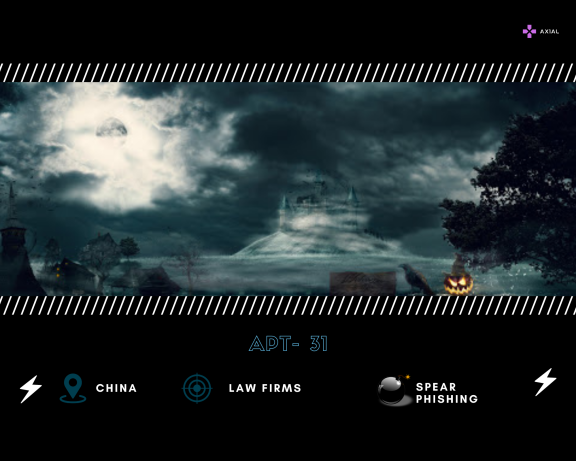 AXIAL
APT- 31
CHINA
LAW FIRMS
SPEAR
PHISHING